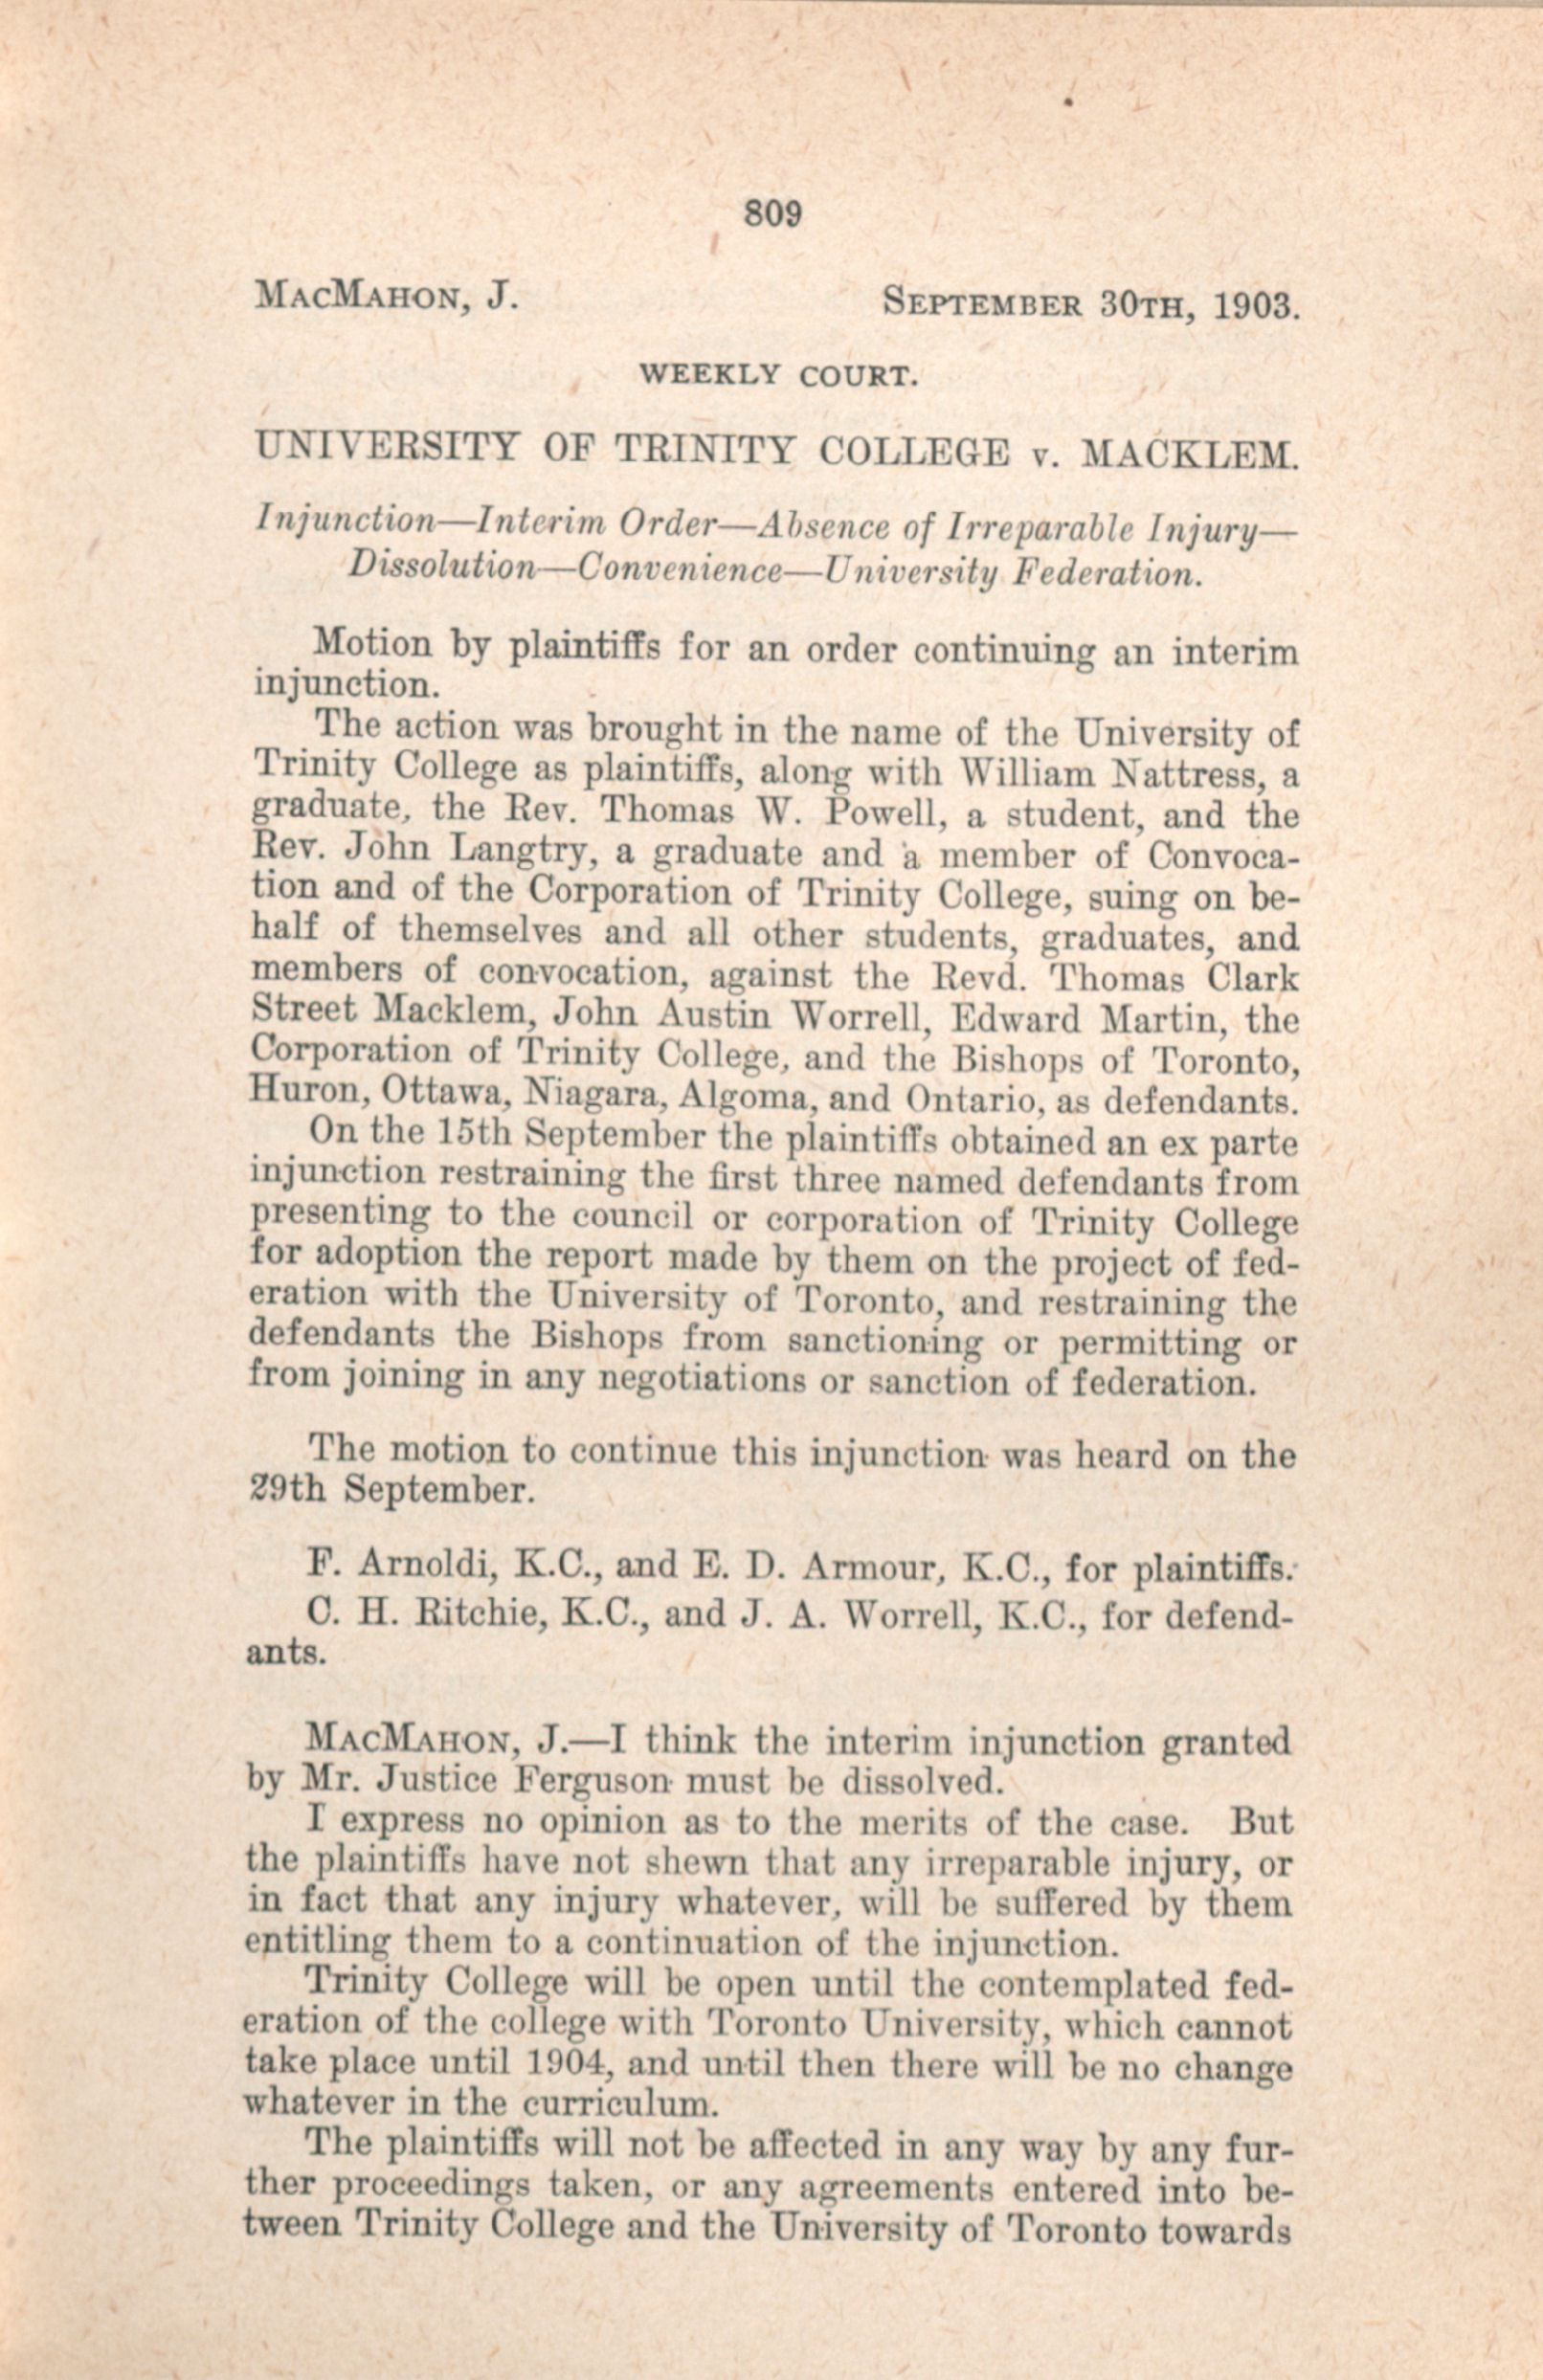 809
MACMAHON, J. SEPTEMBER 30TH, 1903.
WEEKLY COURT.
UNIVERSITY OF TRINITY COLLEGE v. MACKLEM.
Injunction—Interim Order—Absence of Irreparable Injury—
Dissolution—Convenience—University Federation.
Motion by plaintiffs for an order continuing an interim
injunction.
The action was brought in the name of the University of
Trinity College as plaintiffs, along with William Nattress, a
graduate, the Rev. Thomas W. Powell, a student, and the
Rev. John Langtry, a graduate and a member of Convoca-
tion and of the Corporation of Trinity College, suing on be-
half of themselves and all other students, graduates, and
members of convocation, against the Revd. Thomas Clark
Street Macklem, John Austin Worrell, Edward Martin, the
Corporation of Trinity College, and the Bishops of Toronto,
Huron, Ottawa, Niagara, Algoma, and Ontario, as defendants.
On the 15th September the plaintiffs obtained an ex parte
injunction restraining the first three named defendants from
presenting to the council or corporation of Trinity College
for adoption the report made by them on the project of fed-
eration with the University of Toronto, and restraining the
defendants the Bishops from sanctioning or permitting or
from joining in any negotiations or sanction of federation.
The motion to continue this injunction was heard on the
29th September.
F. Arnoldi, K.C., and E. D. Armour, K.C., for plaintiffs.
C. H. Ritchie, K.C., and J. A. Worrell, K.C., for defend-
ants.
MACMAHON, J.—I think the interim injunction granted
by Mr. Justice Ferguson must be dissolved.
I express no opinion as to the merits of the case. But
the plaintiffs have not shewn that any irreparable injury, or
in fact that any injury whatever, will be suffered by them
entitling them to a continuation of the injunction.
Trinity College will be open until the contemplated fed-
eration of the college with Toronto University, which cannot
take place until 1904, and until then there will be no change
whatever in the curriculum.
The plaintiffs will not be affected in any way by any fur-
ther proceedings taken, or any agreements entered into be-
tween Trinity College and the University of Toronto towards